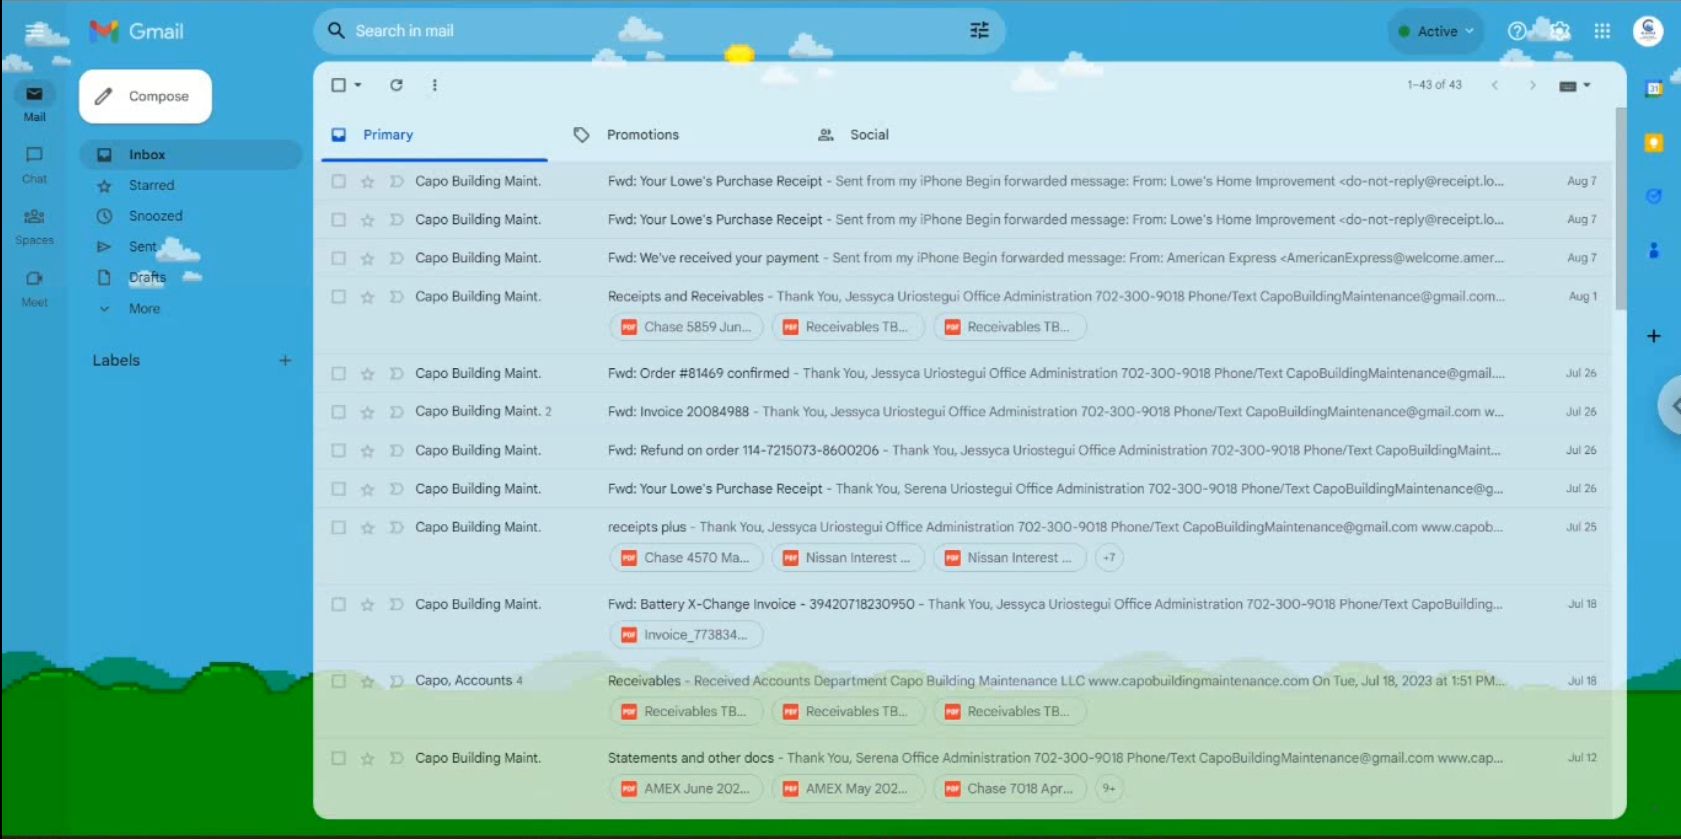 Gmail
Search in mail
Active
Compose
1–43 of 43
Mail
Chat
Spaces
Meet
Inbox
Starred
Snoozed
Sent
Drafts
More
Labels
Primary Promotions Social
Capo Building Maint. Fwd: Your Lowe's Purchase Receipt - Sent from my iPhone Begin forwarded message: From: Lowe's Home Improvement <do-not-reply@receipt.lo... Aug 7
Capo Building Maint. Fwd: Your Lowe's Purchase Receipt - Sent from my iPhone Begin forwarded message: From: Lowe's Home Improvement <do-not-reply@receipt.lo... Aug 7
Capo Building Maint. Fwd: We've received your payment - Sent from my iPhone Begin forwarded message: From: American Express <AmericanExpress@welcome.amer... Aug 7
Capo Building Maint. Receipts and Receivables - Thank You, Jessyca Uriostegui Office Administration 702-300-9018 Phone/Text CapoBuildingMaintenance@gmail.com... Aug 1
PDF Chase 5859 Jun... PDF Receivables TB... PDF Receivables TB...
Capo Building Maint. Fwd: Order #81469 confirmed - Thank You, Jessyca Uriostegui Office Administration 702-300-9018 Phone/Text CapoBuildingMaintenance@gmail.... Jul 26
Capo Building Maint. 2 Fwd: Invoice 20084988 - Thank You, Jessyca Uriostegui Office Administration 702-300-9018 Phone/Text CapoBuildingMaintenance@gmail.com w... Jul 26
Capo Building Maint. Fwd: Refund on order 114-7215073-8600206 - Thank You, Jessyca Uriostegui Office Administration 702-300-9018 Phone/Text CapoBuildingMaint... Jul 26
Capo Building Maint. Fwd: Your Lowe's Purchase Receipt - Thank You, Serena Uriostegui Office Administration 702-300-9018 Phone/Text CapoBuildingMaintenance@g... Jul 26
Capo Building Maint. receipts plus - Thank You, Jessyca Uriostegui Office Administration 702-300-9018 Phone/Text CapoBuildingMaintenance@gmail.com www.capob... Jul 25
PDF Chase 4570 Ma... PDF Nissan Interest ... PDF Nissan Interest ... +7
Capo Building Maint. Fwd: Battery X-Change Invoice - 39420718230950 - Thank You, Jessyca Uriostegui Office Administration 702-300-9018 Phone/Text CapoBuilding... Jul 18
PDF Invoice_773834...
Capo, Accounts 4 Receivables - Received Accounts Department Capo Building Maintenance LLC www.capobuildingmaintenance.com On Tue, Jul 18, 2023 at 1:51 PM... Jul 18
PDF Receivables TB... PDF Receivables TB... PDF Receivables TB...
Capo Building Maint. Statements and other docs - Thank You, Serena Office Administration 702-300-9018 Phone/Text CapoBuildingMaintenance@gmail.com www.cap... Jul 12
PDF AMEX June 202... PDF AMEX May 202... PDF Chase 7018 Apr... 9+
31